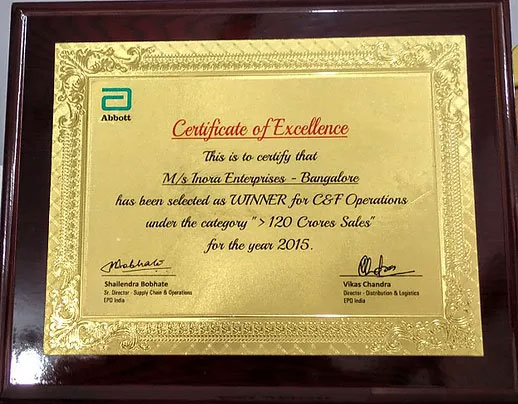 Abbott
Certificate of Excellence
This is to certify that
M/s Inora Enterprises - Bangalore
has been selected as WINNER for C&F Operations
under the category " > 120 Crores Sales"
for the year 2015.
Shailendra Bobhate
Sr. Director - Supply Chain & Operations
EPD India
Vikas Chandra
Sr. Director - Distribution & Logistics
EPD India